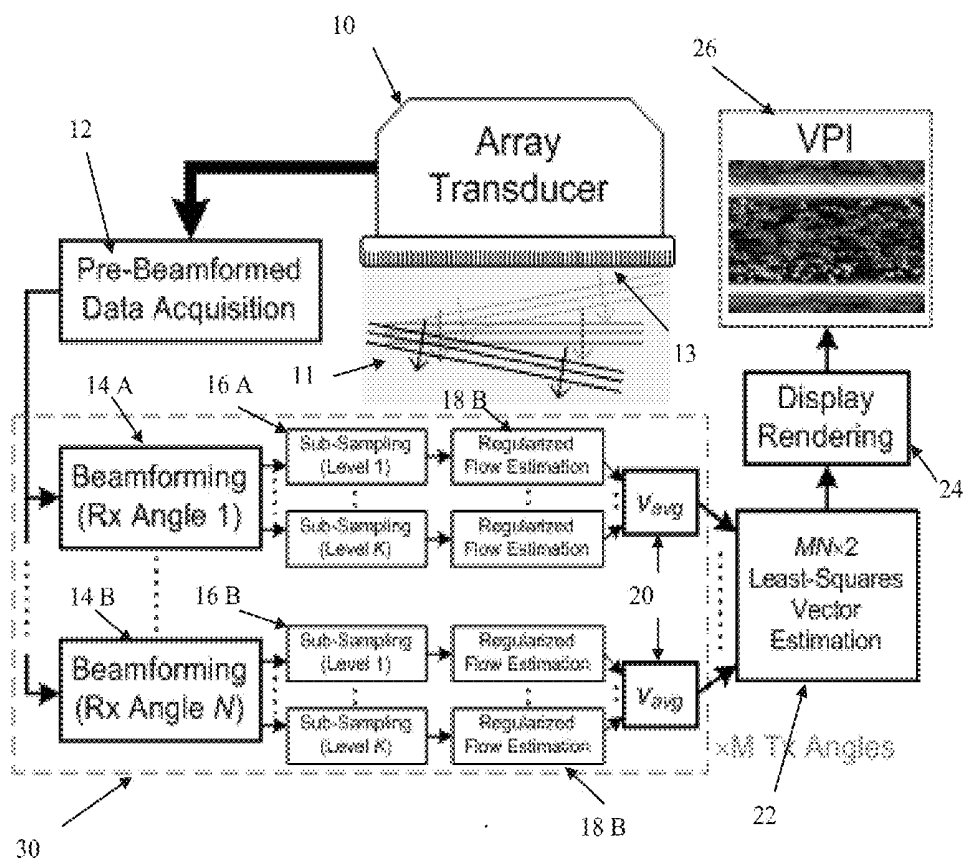 10
26
12
VPI
Array
Transducer
Pre-Beamformed
Data Acquisition
11
13
14 A
16 A
18 B
Display
Rendering
24
Sub-Sampling
(Level 1)
Regularized
Flow Estimation
Beamforming
(Rx Angle 1)
Vavg
Sub-Sampling
(Level K)
Regularized
Flow Estimation
MN×2
Least-Squares
Vector
Estimation
14 B
16 B
20
Sub-Sampling
(Level 1)
Regularized
Flow Estimation
Beamforming
(Rx Angle N)
Vavg
Sub-Sampling
(Level K)
Regularized
Flow Estimation
×M Tx Angles
30
18 B
22